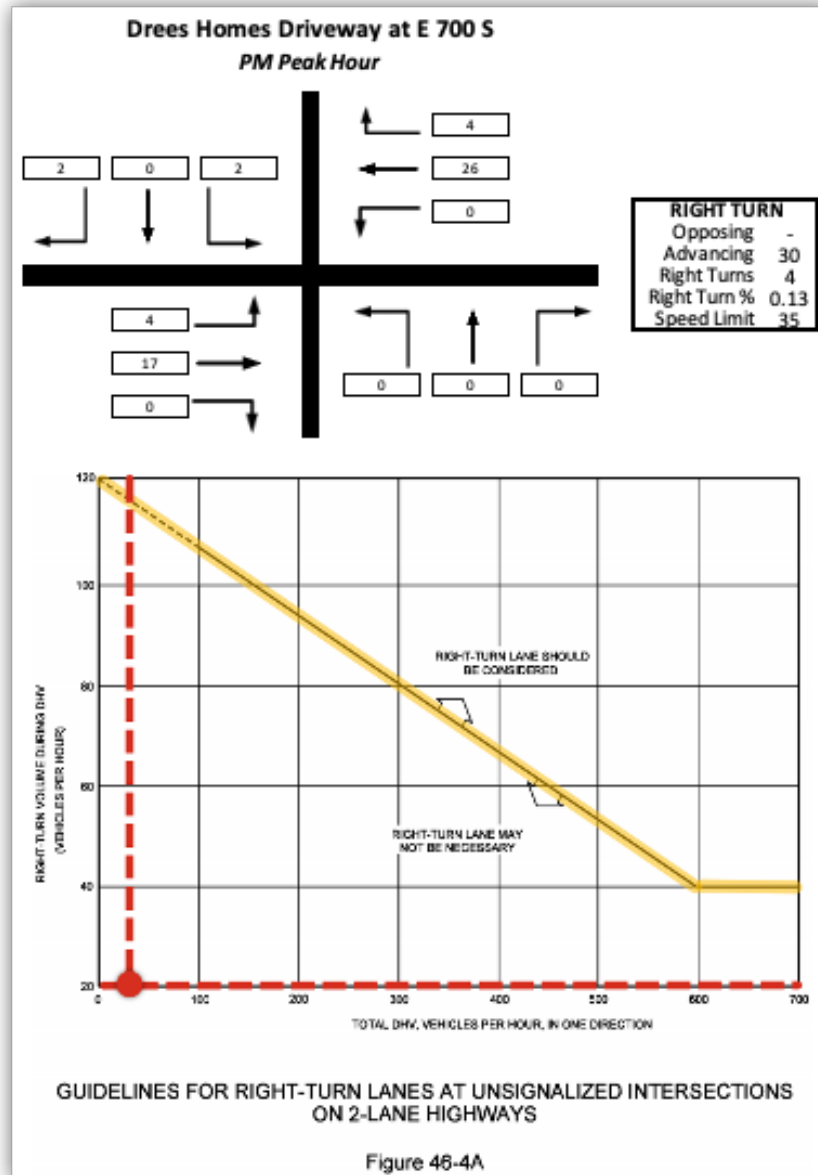 Drees Homes Driveway at E 700 S
PM Peak Hour
4
2 0 2
26
0
RIGHT TURN
Opposing -
Advancing 30
Right Turns 4
Right Turn % 0.13
Speed Limit 35
4
17
0
0 0 0
120
100
80
60
40
20
RIGHT-TURN VOLUME DURING DHV
(VEHICLES PER HOUR)
RIGHT-TURN LANE SHOULD
BE CONSIDERED
RIGHT-TURN LANE MAY
NOT BE NECESSARY
0 100 200 300 400 500 600 700
TOTAL DHV, VEHICLES PER HOUR, IN ONE DIRECTION
GUIDELINES FOR RIGHT-TURN LANES AT UNSIGNALIZED INTERSECTIONS
ON 2-LANE HIGHWAYS
Figure 46-4A